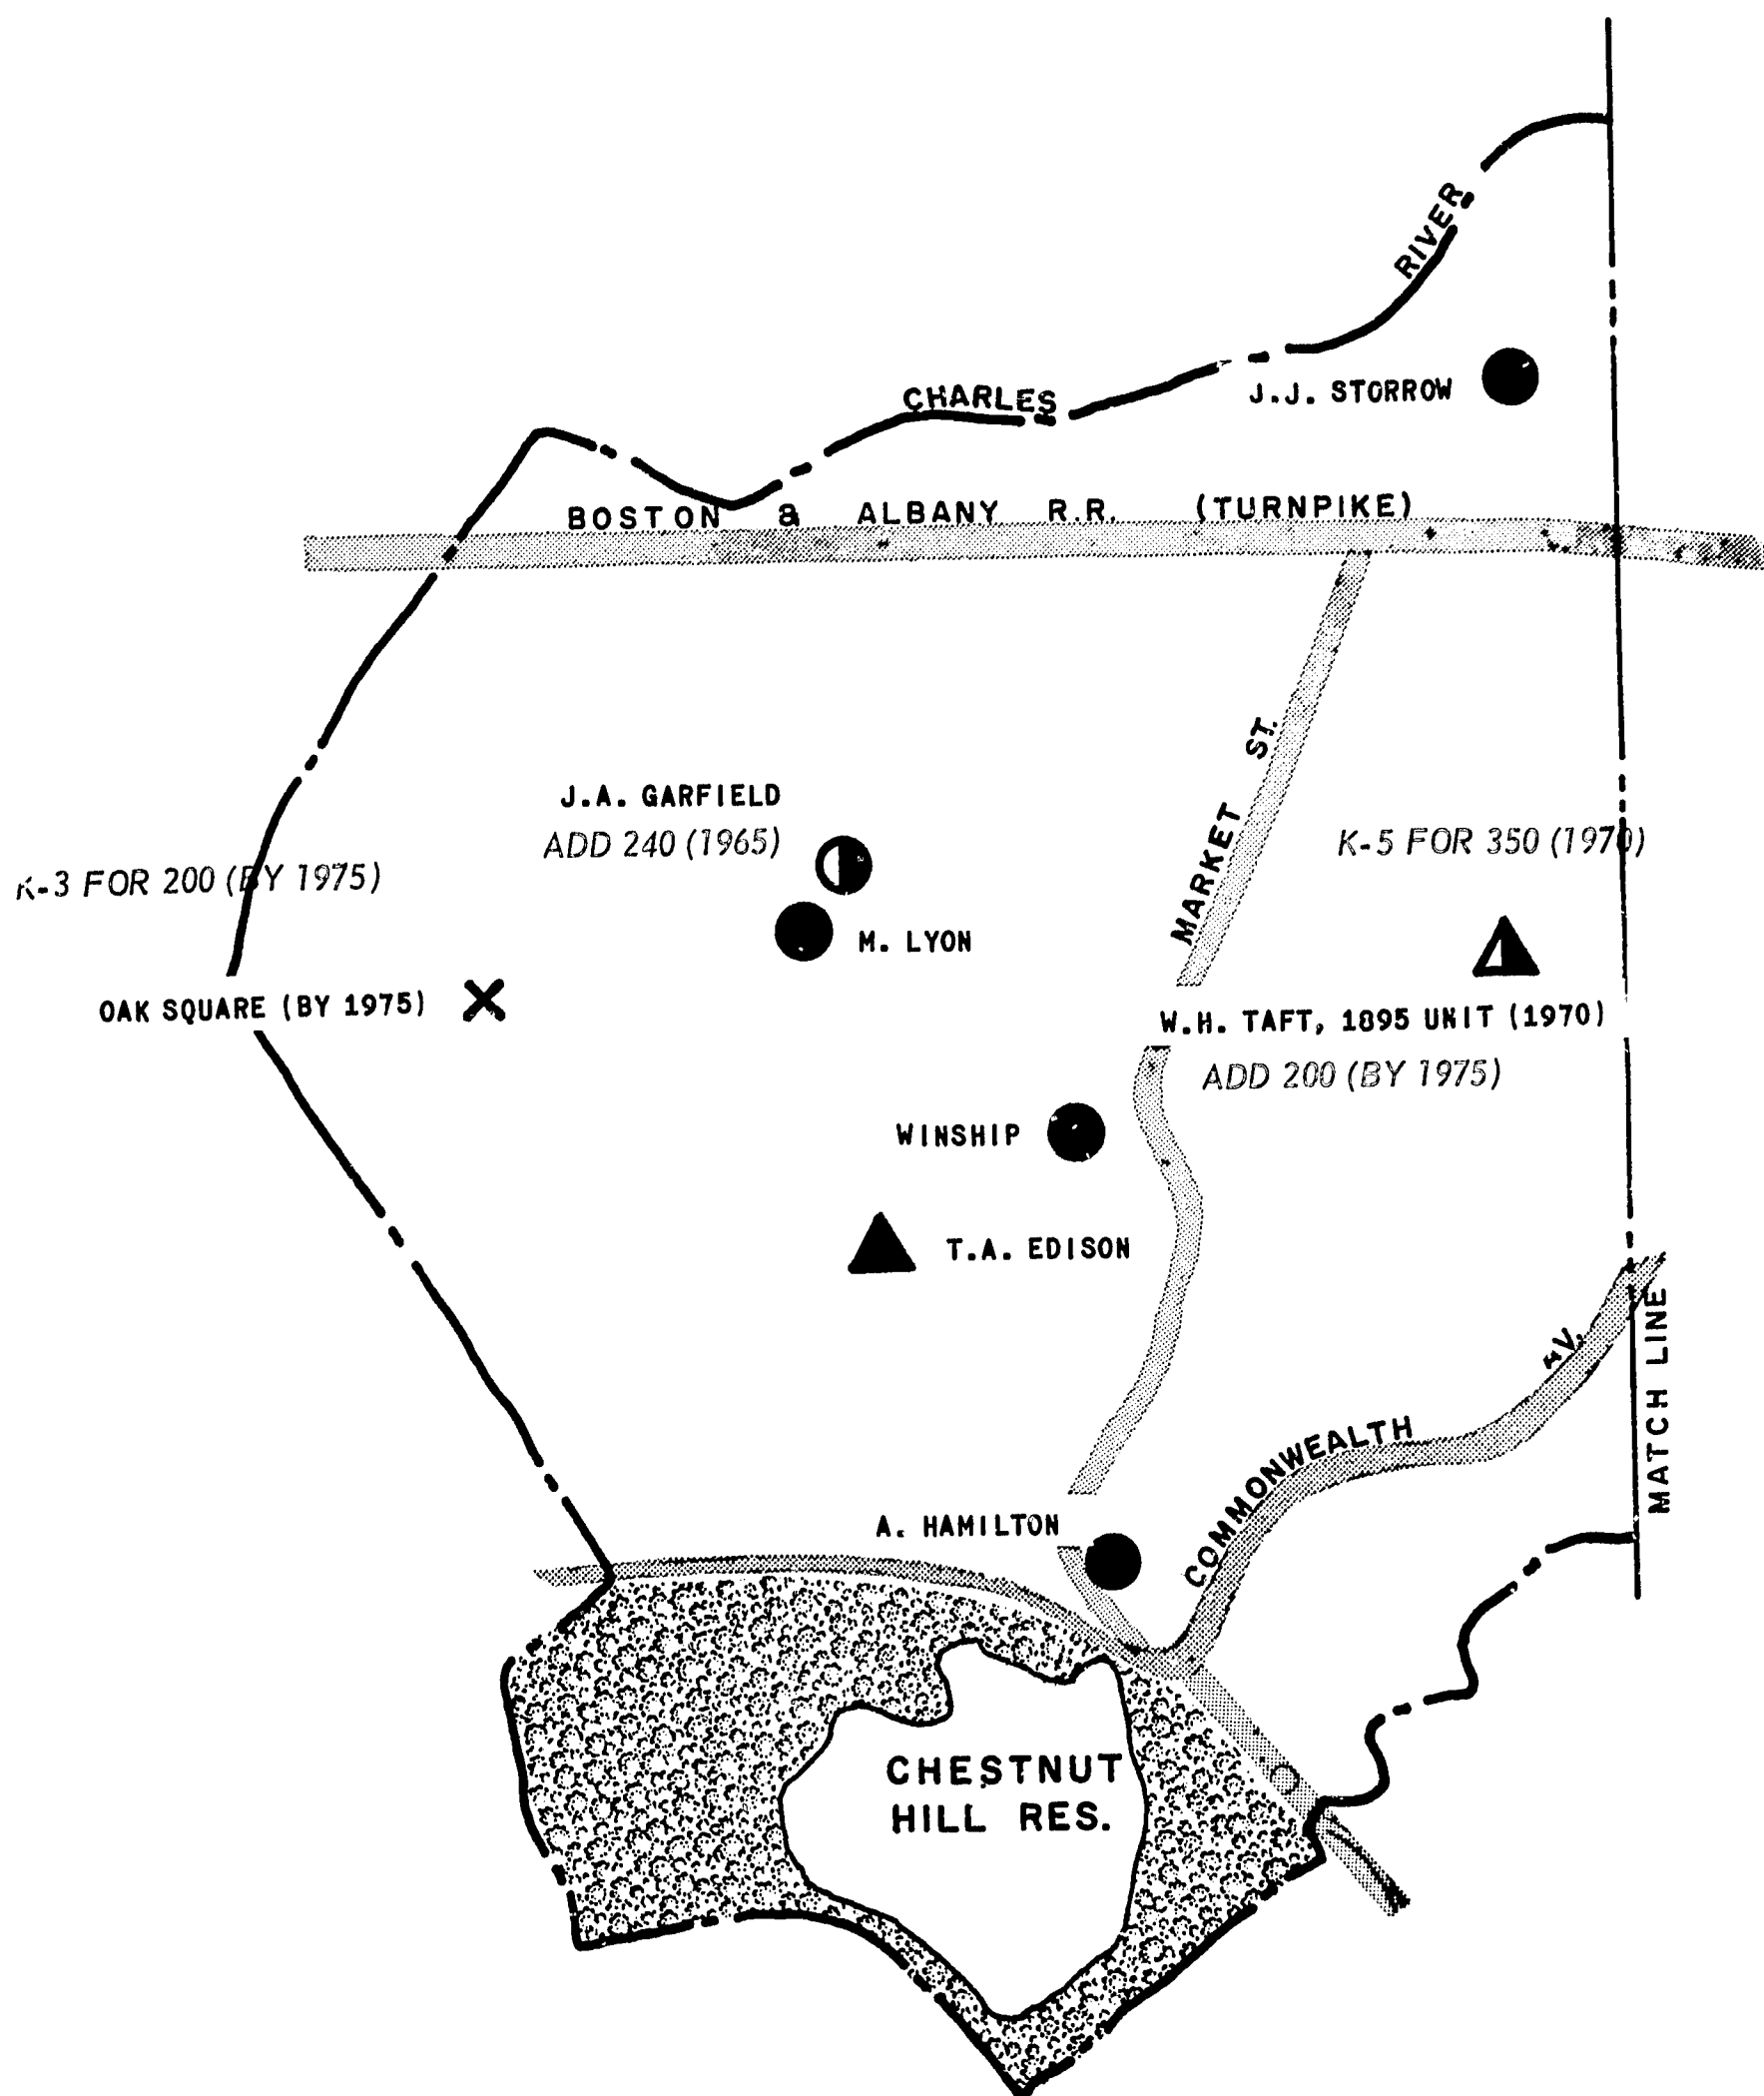 RIVER
CHARLES
J.J. STORROW
BOSTON & ALBANY R.R. (TURNPIKE)
MARKET ST.
J.A. GARFIELD
ADD 240 (1965)
K-5 FOR 350 (1970)
K-3 FOR 200 (BY 1975)
M. LYON
OAK SQUARE (BY 1975)
W.H. TAFT, 1895 UNIT (1970)
ADD 200 (BY 1975)
WINSHIP
T.A. EDISON
COMMONWEALTH AV.
MATCH LINE
A. HAMILTON
CHESTNUT
HILL RES.